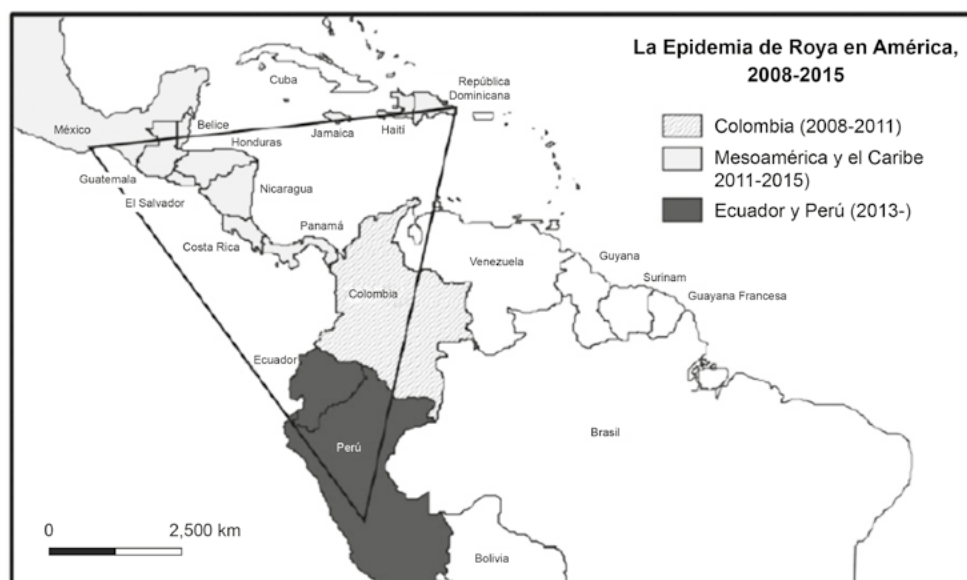 La Epidemia de Roya en América,
2008-2015
Colombia (2008-2011)
Mesoamérica y el Caribe
2011-2015)
Ecuador y Perú (2013-)
Cuba
República
Dominicana
México
Belice
Jamaica
Haití
Honduras
Guatemala
Nicaragua
El Salvador
Panamá
Costa Rica
Venezuela
Guyana
Surinam
Guayana Francesa
Colombia
Ecuador
Brasil
Perú
0 2,500 km
Bolivia